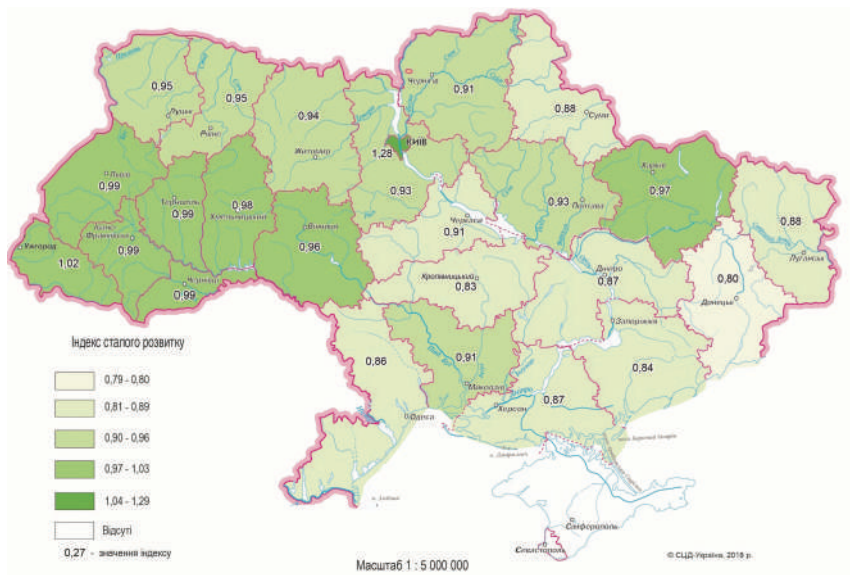 0,95
Луцьк
0,95
Рівне
0,94
Житомир
Чернігів
0,91
0,88
Суми
Київ
1,28
0,93
Львів
0,99
Тернопіль
0,99
0,98
Хмельницький
Вінниця
0,96
Івано-
Франківськ
0,99
Ужгород
1,02
Чернівці
0,99
Черкаси
0,91
0,93
Полтава
Харків
0,97
0,88
Луганськ
0,80
Донецьк
Кропивницький
0,83
Дніпро
0,87
Запоріжжя
0,84
0,86
Одеса
0,91
Миколаїв
Херсон
0,87
Сімферополь
Севастополь
Індекс сталого розвитку
0,79 - 0,80
0,81 - 0,89
0,90 - 0,96
0,97 - 1,03
1,04 - 1,29
Відсуті
0,27 - значення індексу
Масштаб 1 : 5 000 000
© СЦД-Україна, 2018 р.